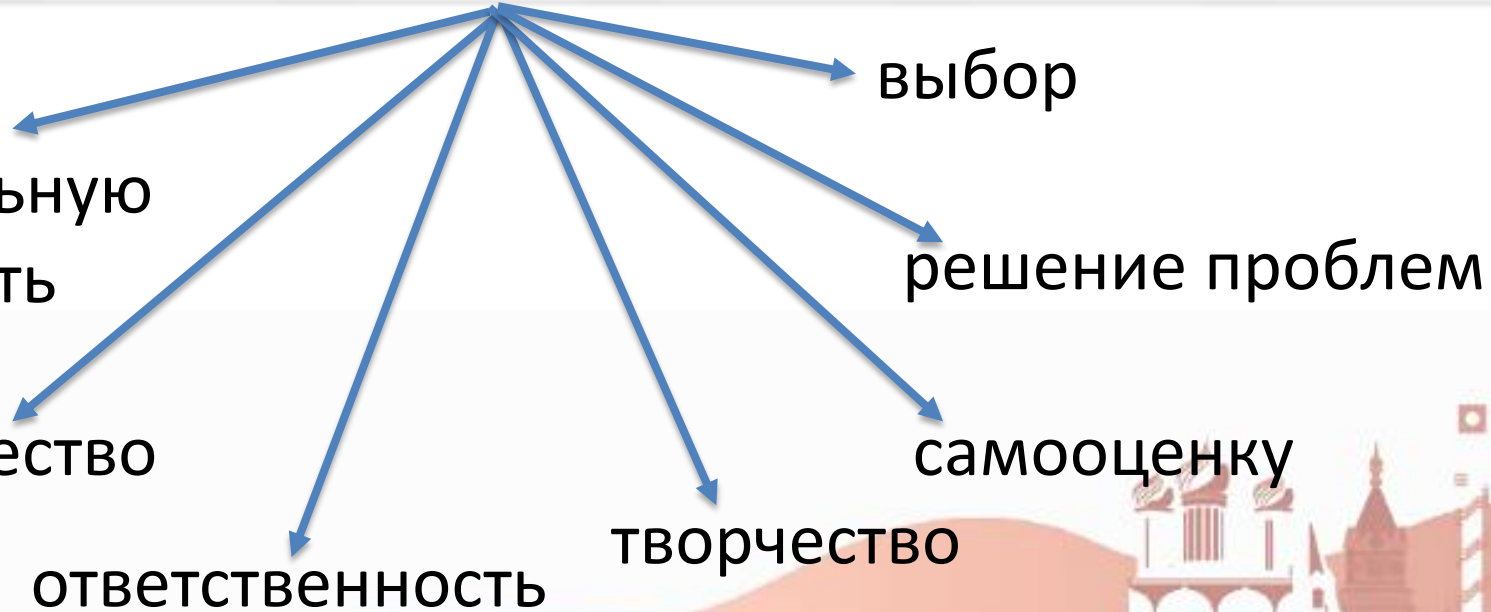 выбор
ьную
ть
решение проблем
ество
самооценку
творчество
ответственность